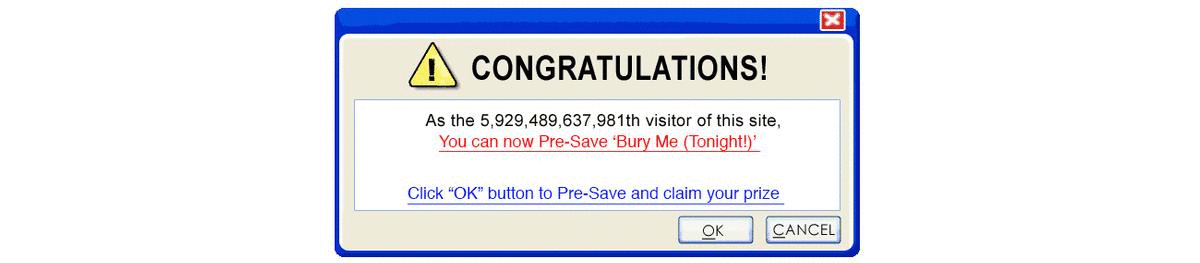 CONGRATULATIONS!
As the 5,929,489,637,981th visitor of this site,
You can now Pre-Save ‘Bury Me (Tonight!)’
Click “OK” button to Pre-Save and claim your prize
OK CANCEL